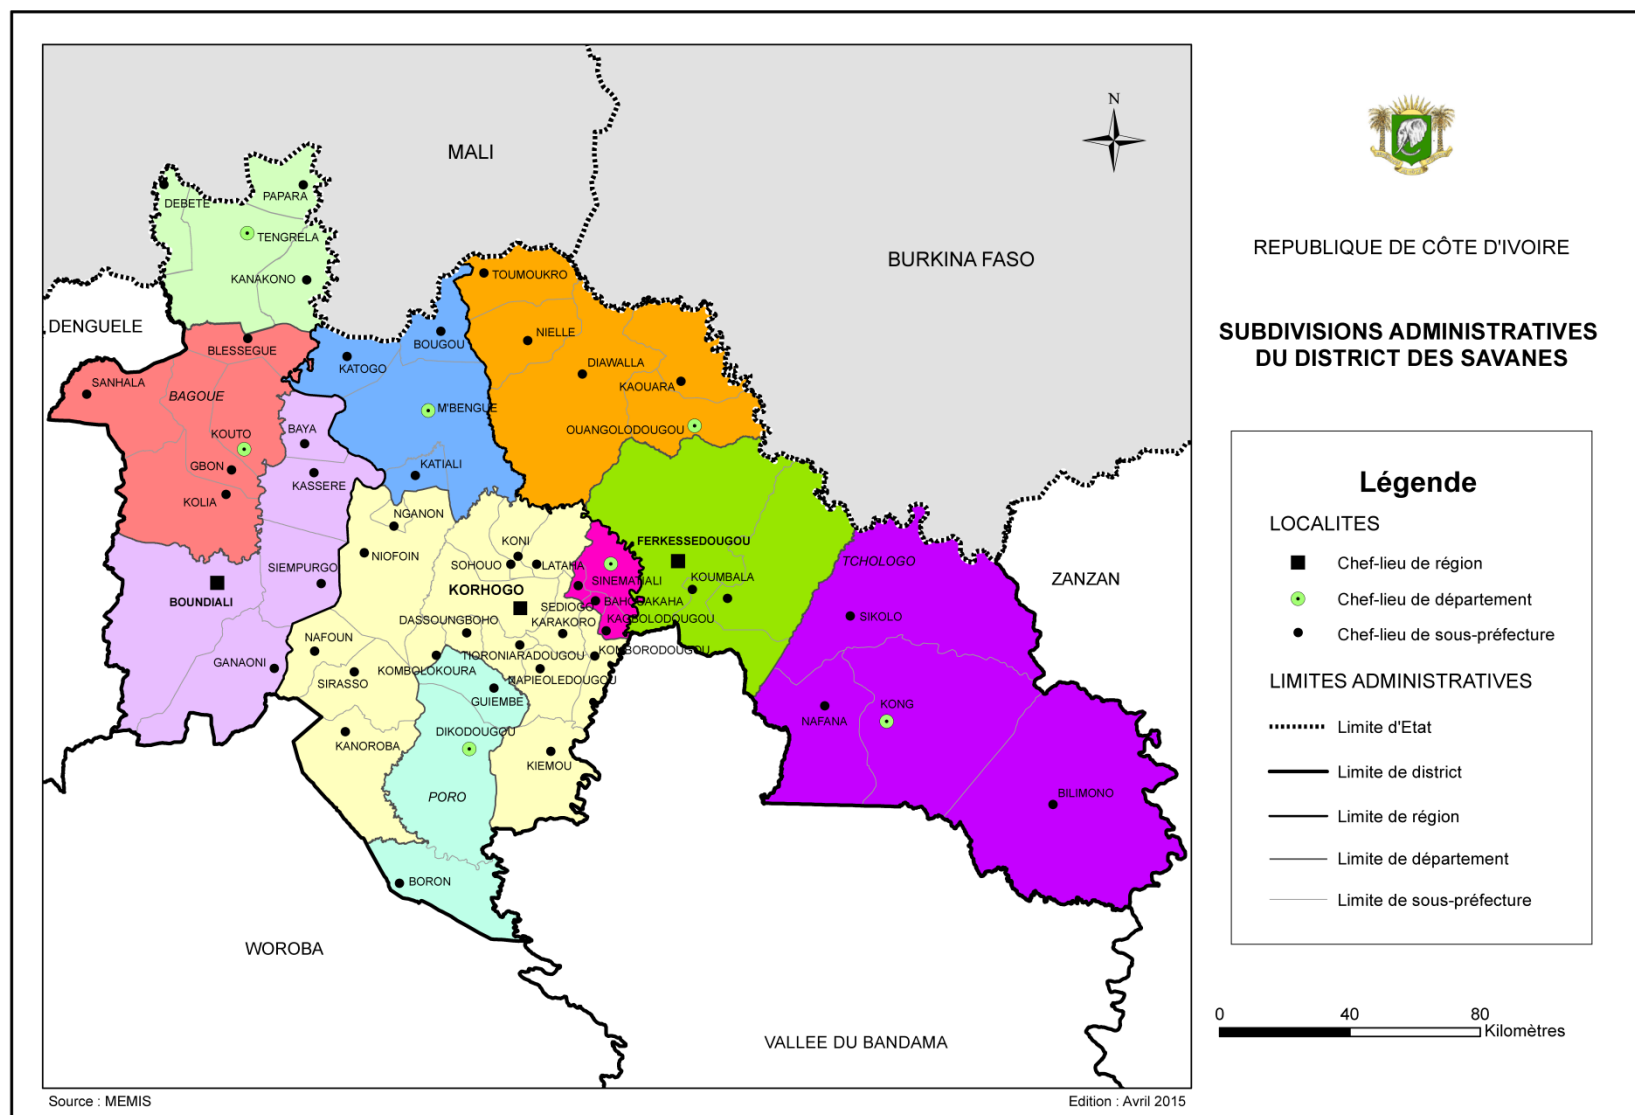 N
MALI
BURKINA FASO
DENGUELE
ZANZAN
WOROBA
VALLEE DU BANDAMA
DEBETE
PAPARA
TENGRELA
KANAKONO
TOUMOUKRO
BLESSEGUE
BOUGOU
NIELLE
KATOGO
DIAWALLA
SANHALA
KAOUARA
BAGOUE
M'BENGUE
KOUTO
BAYA
OUANGOLODOUGOU
GBON
KATIALI
KASSERE
KOLIA
NGANON
KONI
FERKESSEDOUGOU
NIOFOIN
SOHOUO
LATAHA
TCHOLOGO
SIEMPURGO
SINEMATIALI
KOUMBALA
BOUNDIALI
KORHOGO
SEDIOGO
BAHOUAKAHA
SIKOLO
DASSOUNGBOHO
KARAKORO
KAGBOLODOUGOU
NAFOUN
TIORONIARADOUGOU
KOMBORODOUGOU
GANAONI
KOMBOLOKOURA
SIRASSO
NAPIEOLEDOUGOU
GUIEMBE
KONG
NAFANA
DIKODOUGOU
KANOROBA
KIEMOU
PORO
BILIMONO
BORON
REPUBLIQUE DE CÔTE D'IVOIRE
SUBDIVISIONS ADMINISTRATIVES
DU DISTRICT DES SAVANES
Légende
LOCALITES
Chef-lieu de région
Chef-lieu de département
Chef-lieu de sous-préfecture
LIMITES ADMINISTRATIVES
Limite d'Etat
Limite de district
Limite de région
Limite de département
Limite de sous-préfecture
0 40 80
Kilomètres
Source : MEMIS
Edition : Avril 2015